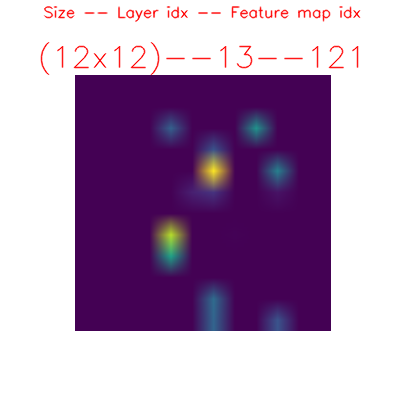 Size -- Layer idx -- Feature map idx
(12x12)--13--121